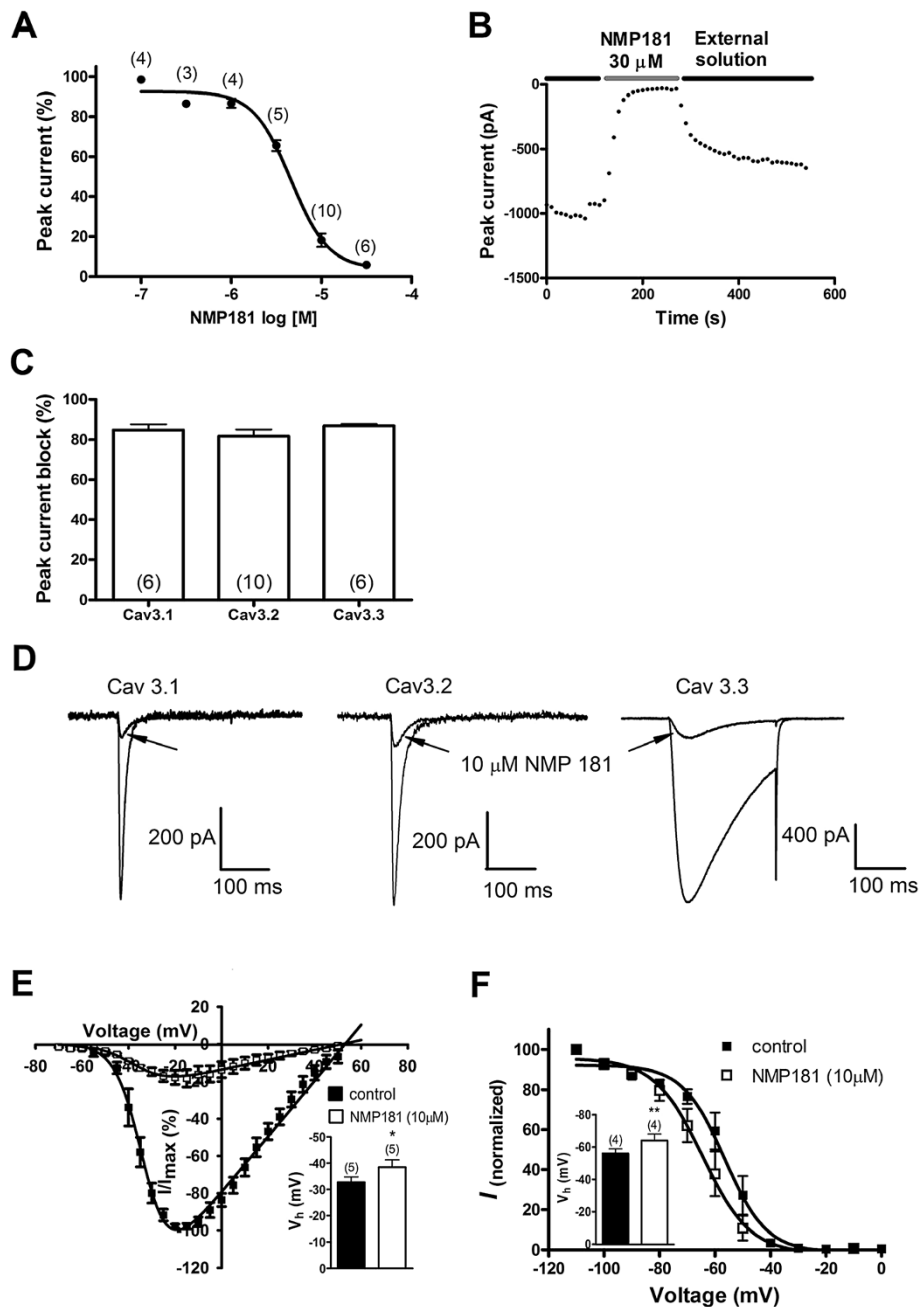 A
Peak current (%)
100
80
60
40
20
0
(4)
(3)
(4)
(5)
(10)
(6)
-7
-6
-5
-4
NMP181 log [M]
B
NMP181
30 μM
External
solution
Peak current (pA)
0
-500
-1000
-1500
0
200
400
600
Time (s)
C
Peak current block (%)
100
80
60
40
20
0
(6)
(10)
(6)
Cav3.1
Cav3.2
Cav3.3
D
Cav 3.1
Cav3.2
Cav 3.3
10 μM NMP 181
200 pA
100 ms
200 pA
100 ms
400 pA
100 ms
E
Voltage (mV)
-80
-60
-40
-20
20
40
60
80
20
0
-20
-40
-60
-80
-100
-120
I/Imax (%)
control
NMP181 (10μM)
Vh (mV)
-50
-40
-30
-20
-10
0
(5)
*
(5)
F
I (normalized)
100
80
60
40
20
0
control
NMP181 (10μM)
Vh (mV)
-80
-60
-40
-20
0
(4)
**
(4)
-120
-100
-80
-60
-40
-20
0
Voltage (mV)